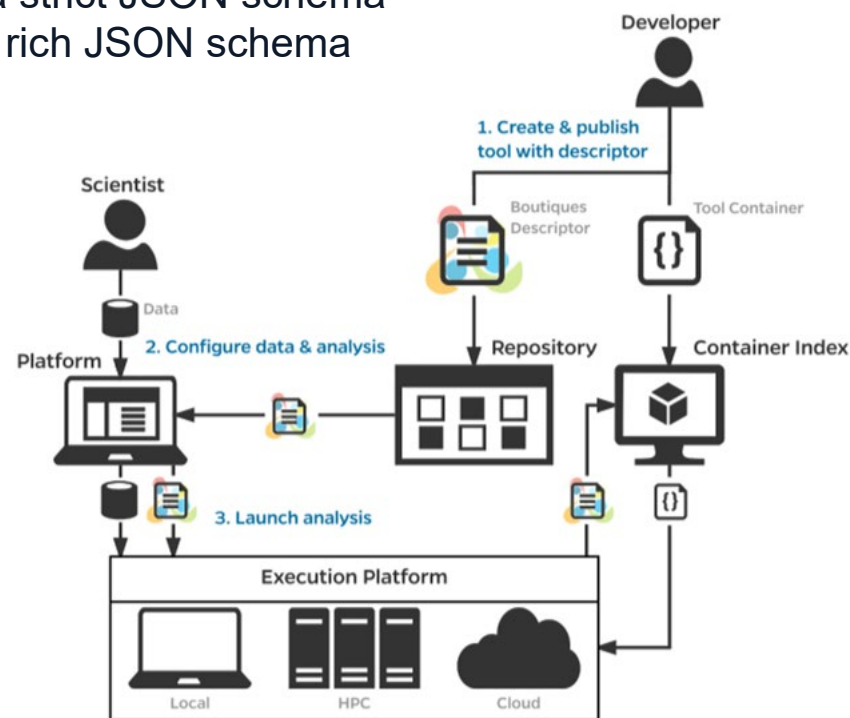 a strict JSON schema
rich JSON schema
Developer
1. Create & publish
tool with descriptor
Scientist
Boutiques
Descriptor
Tool Container
{}
Data
2. Configure data & analysis
Platform
Repository
Container Index
{}
3. Launch analysis
Execution Platform
Local
HPC
Cloud